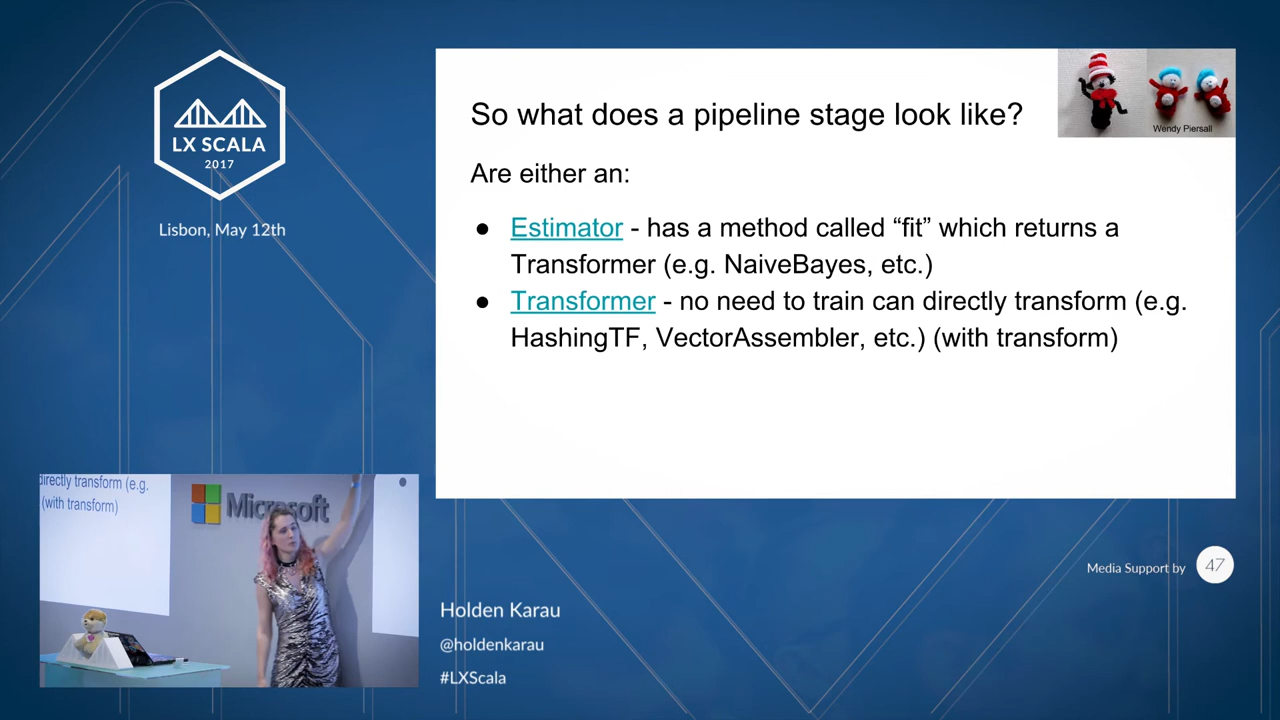 LX SCALA
2017
Lisbon, May 12th
So what does a pipeline stage look like?
Wendy Piersall
Are either an:
● Estimator - has a method called “fit” which returns a
Transformer (e.g. NaiveBayes, etc.)
● Transformer - no need to train can directly transform (e.g.
HashingTF, VectorAssembler, etc.) (with transform)
directly transform (e.g.
(with transform)
Microsoft
Media Support by
47
Holden Karau
@holdenkarau
#LXScala